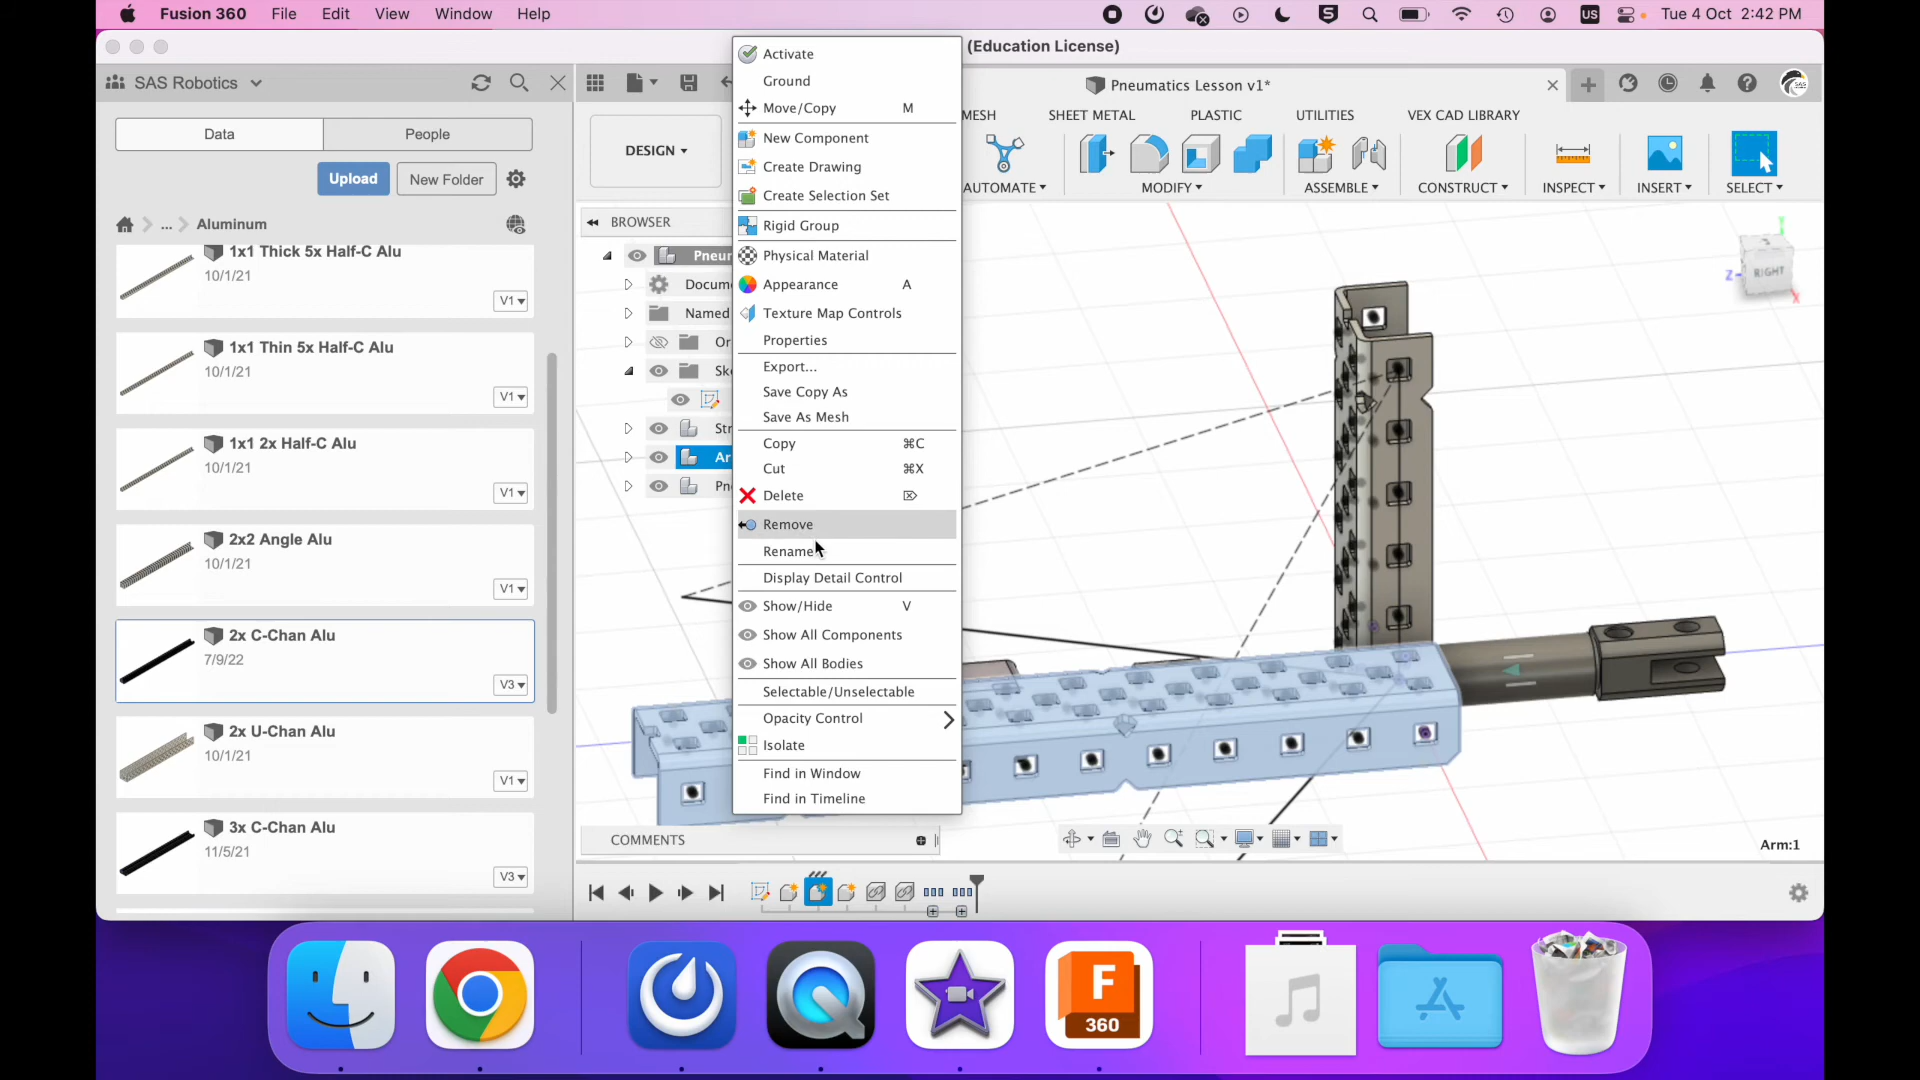 Fusion 360 File Edit View Window Help US Tue 4 Oct 2:42 PM
(Education License)
SAS Robotics
Pneumatics Lesson v1*
Data People
Upload New Folder
... Aluminum
1x1 Thick 5x Half-C Alu
10/1/21
V1
1x1 Thin 5x Half-C Alu
10/1/21
V1
1x1 2x Half-C Alu
10/1/21
V1
2x2 Angle Alu
10/1/21
V1
2x C-Chan Alu
7/9/22
V3
2x U-Chan Alu
10/1/21
V1
3x C-Chan Alu
11/5/21
V3
DESIGN
MESH SHEET METAL PLASTIC UTILITIES VEX CAD LIBRARY
AUTOMATE MODIFY ASSEMBLE CONSTRUCT INSPECT INSERT SELECT
BROWSER
Pneu
Docum
Named
Or
Ske
Str
Ar
Pn
Activate
Ground
Move/Copy M
New Component
Create Drawing
Create Selection Set
Rigid Group
Physical Material
Appearance A
Texture Map Controls
Properties
Export...
Save Copy As
Save As Mesh
Copy ⌘C
Cut ⌘X
Delete ⌦
Remove
Rename
Display Detail Control
Show/Hide V
Show All Components
Show All Bodies
Selectable/Unselectable
Opacity Control
Isolate
Find in Window
Find in Timeline
RIGHT
Y
Z
X
COMMENTS
Arm:1
F
360